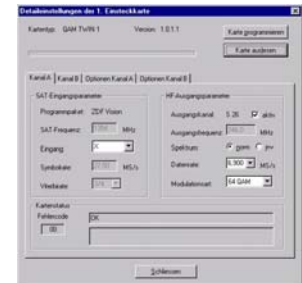 Detaileinstellungen der 1. Einsteckkarte
Kartentyp: QAM TWIN 1 Version: 1.0.1.1
Karte programmieren
Karte auslesen
Kanal A Kanal B Optionen Kanal A Optionen Kanal B
SAT-Eingangsparameter
Programmpaket: ZDF Vision
SAT-Frequenz: MHz
Eingang: X
Symbolrate: MS/s
Viterbirate:
HF-Ausgangsparameter
Ausgangskanal: S 26 aktiv
Ausgangsfrequenz: MHz
Spektrum: norm inv
Datenrate: 6.900 MS/s
Modulationsart: 64 QAM
Kartenstatus
Fehlercode
00
OK
Schliessen